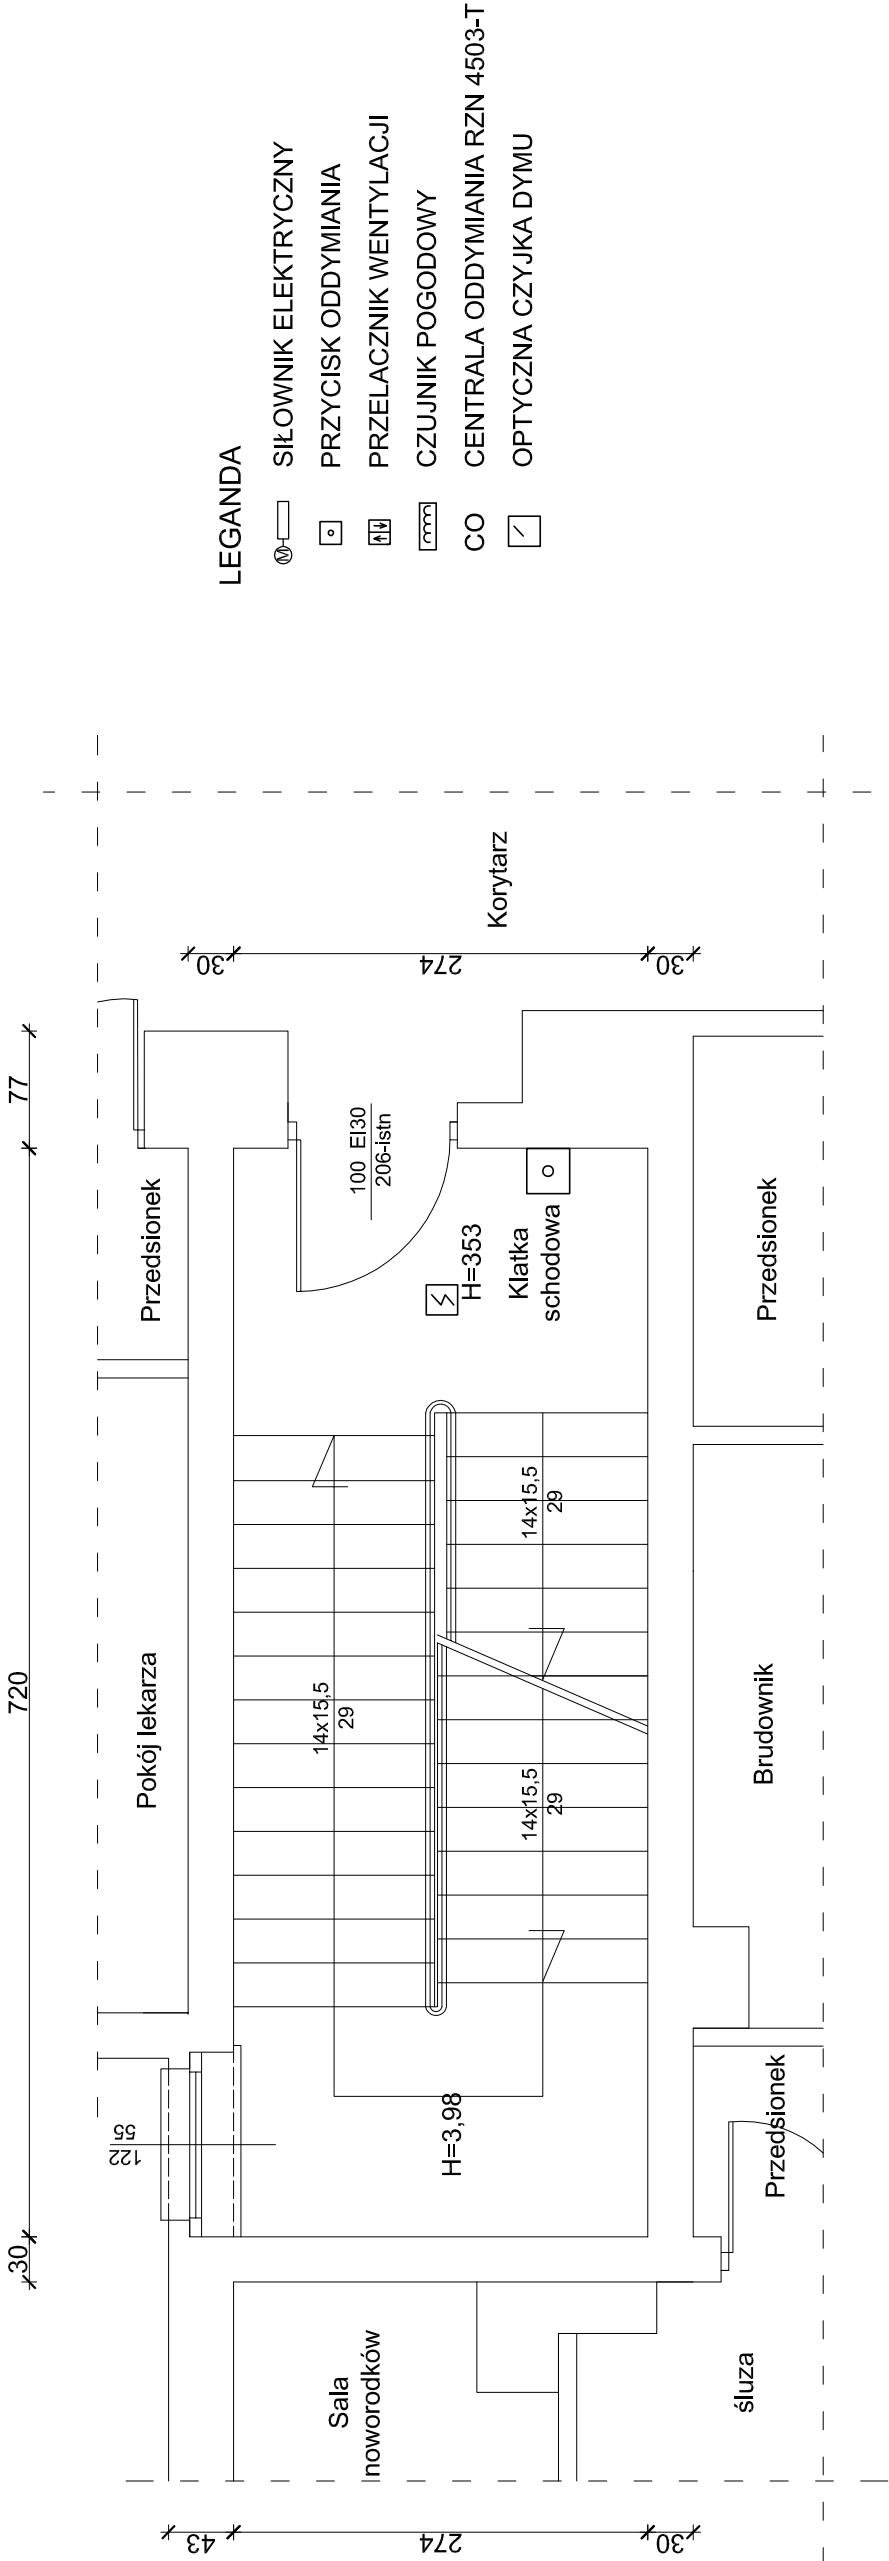 LEGANDA
M
SIŁOWNIK ELEKTRYCZNY
PRZYCISK ODDYMIANIA
PRZELACZNIK WENTYLACJI
CZUJNIK POGODOWY
CO
CENTRALA ODDYMIANIA RZN 4503-T
OPTYCZNA CZYJKA DYMU
30
720
77
43
274
30
30
274
30
122
55
Pokój lekarza
Przedsionek
14x15,5
29
100 EI30
206-istn
Korytarz
Sala
noworodków
H=3,98
14x15,5
29
14x15,5
29
H=353
Klatka
schodowa
śluza
Przedsionek
Brudownik
Przedsionek